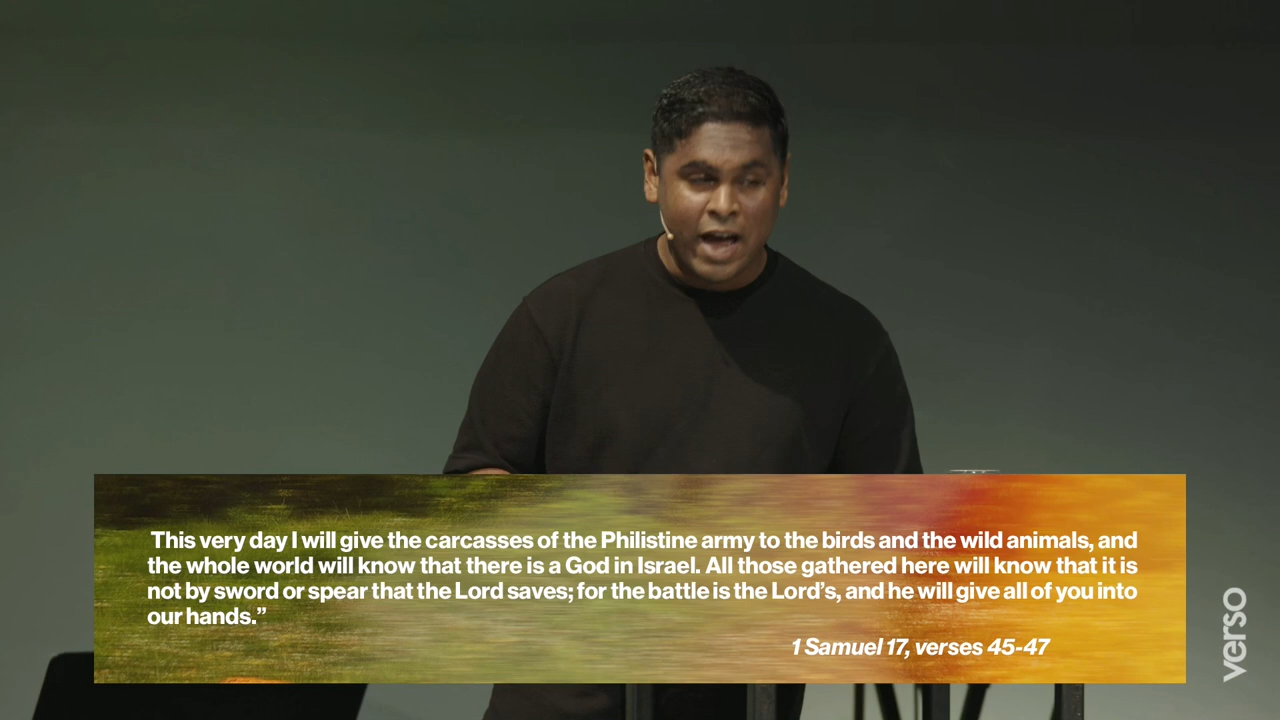 This very day I will give the carcasses of the Philistine army to the birds and the wild animals, and
the whole world will know that there is a God in Israel. All those gathered here will know that it is
not by sword or spear that the Lord saves; for the battle is the Lord’s, and he will give all of you into
our hands.”
1 Samuel 17, verses 45-47
verso